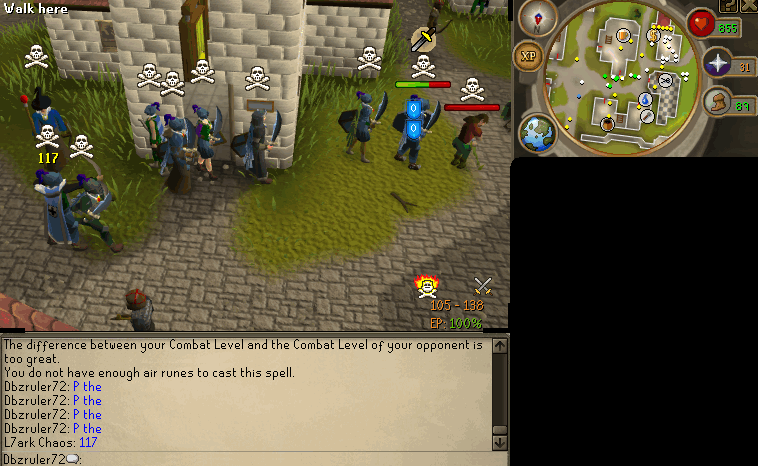 Walk here
N
XP
855
31
89
117
0
0
105 - 138
EP: 100%
The difference between your Combat Level and the Combat Level of your opponent is
too great.
You do not have enough air runes to cast this spell.
Dbzruler72: P the
Dbzruler72: P the
Dbzruler72: P the
Dbzruler72: P the
L7ark Chaos: 117
Dbzruler72: